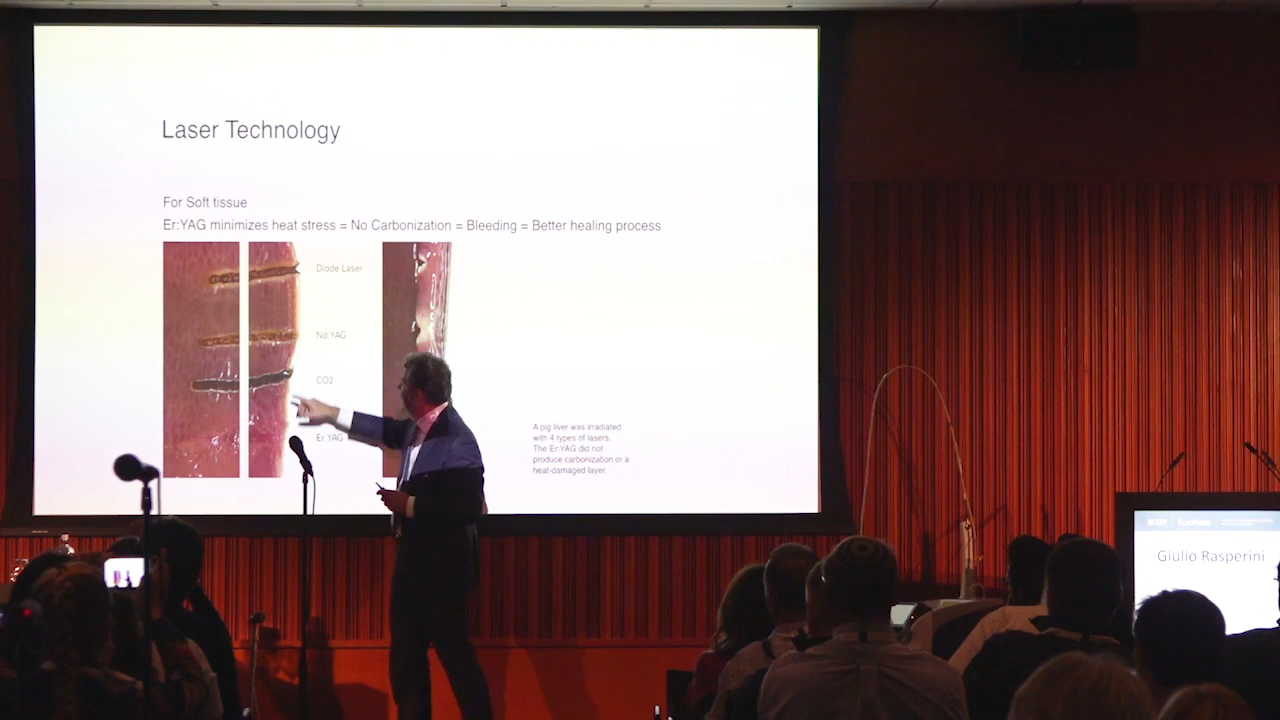 Laser Technology
For Soft tissue
Er:YAG minimizes heat stress = No Carbonization = Bleeding = Better healing process
Diode Laser
Nd:YAG
CO2
Er:YAG
A pig liver was irradiated
with 4 types of lasers.
The Er:YAG did not
produce carbonization or a
heat-damaged layer.
Giulio Rasperini